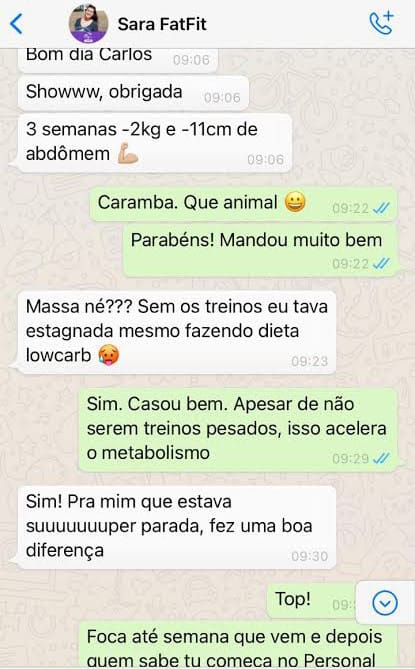 Sara FatFit
Bom dia Carlos 09:06
Showww, obrigada 09:06
3 semanas -2kg e -11cm de
abdômem 💪🏼 09:06
Caramba. Que animal 😀 09:22
Parabéns! Mandou muito bem
09:22
Massa né??? Sem os treinos eu tava
estagnada mesmo fazendo dieta
lowcarb 🥵 09:23
Sim. Casou bem. Apesar de não
serem treinos pesados, isso acelera
o metabolismo 09:29
Sim! Pra mim que estava
suuuuuuuper parada, fez uma boa
diferença 09:30
Top! 09:
Foca até semana que vem e depois
quem sabe tu começa no Personal